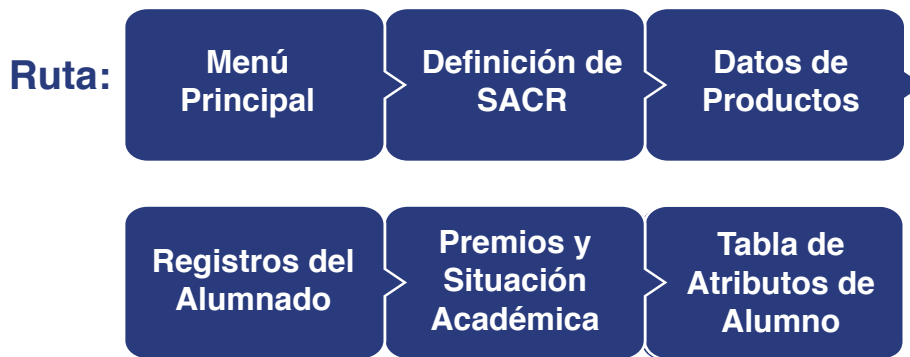 Ruta:
Menú
Principal
Definición de
SACR
Datos de
Productos
Registros del
Alumnado
Premios y
Situación
Académica
Tabla de
Atributos de
Alumno